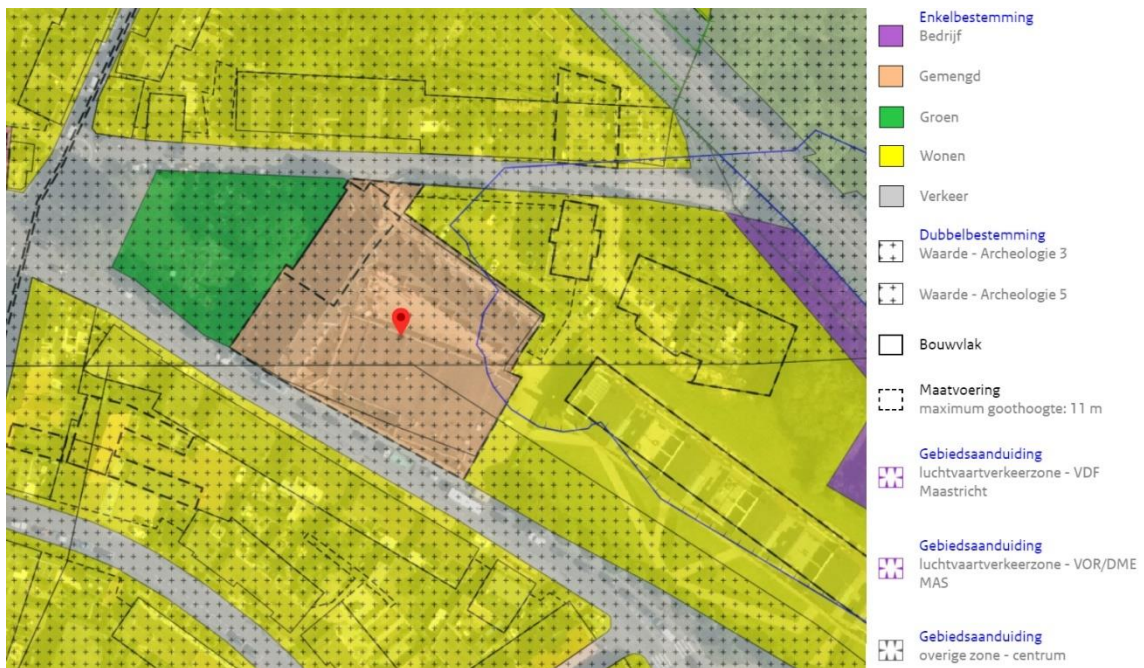 Enkelbestemming
Bedrijf
Gemengd
Groen
Wonen
Verkeer
Dubbelbestemming
Waarde - Archeologie 3
Waarde - Archeologie 5
Bouwvlak
Maatvoering
maximum goothoogte: 11 m
Gebiedsaanduiding
luchtvaartverkeerzone - VDF
Maastricht
Gebiedsaanduiding
luchtvaartverkeerzone - VOR/DME
MAS
Gebiedsaanduiding
overige zone - centrum